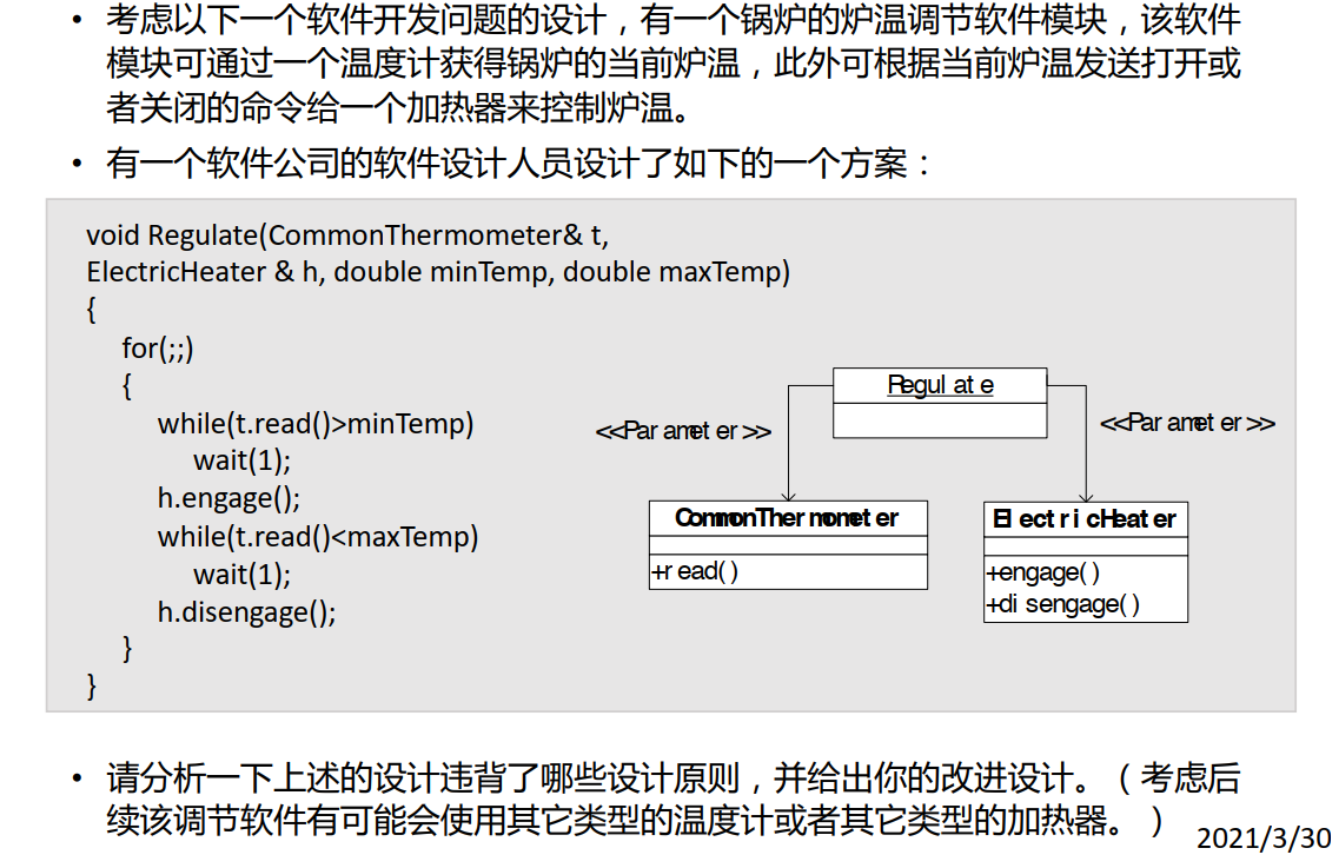 • 考虑以下一个软件开发问题的设计，有一个锅炉的炉温调节软件模块，该软件
模块可通过一个温度计获得锅炉的当前炉温，此外可根据当前炉温发送打开或
者关闭的命令给一个加热器来控制炉温。
• 有一个软件公司的软件设计人员设计了如下的一个方案：
void Regulate(CommonThermometer& t,
ElectricHeater & h, double minTemp, double maxTemp)
{
for(;;)
{
while(t.read()>minTemp)
wait(1);
h.engage();
while(t.read()<maxTemp)
wait(1);
h.disengage();
}
}
Regulate
<<Parameter>>
<<Parameter>>
CommonThermometer
+read()
ElectricHeater
+engage()
+disengage()
• 请分析一下上述的设计违背了哪些设计原则，并给出你的改进设计。（考虑后
续该调节软件有可能会使用其它类型的温度计或者其它类型的加热器。）
2021/3/30